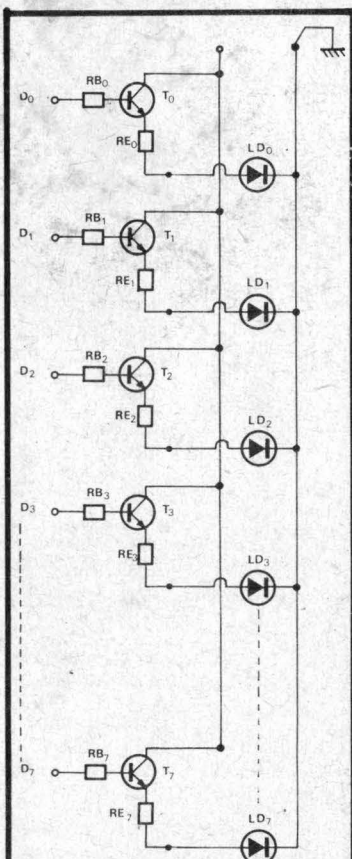 D0 RB0 T0
RE0 LD0
D1 RB1 T1
RE1 LD1
D2 RB2 T2
RE2 LD2
D3 RB3 T3
RE3 LD3
D7 RB7 T7
RE7 LD7